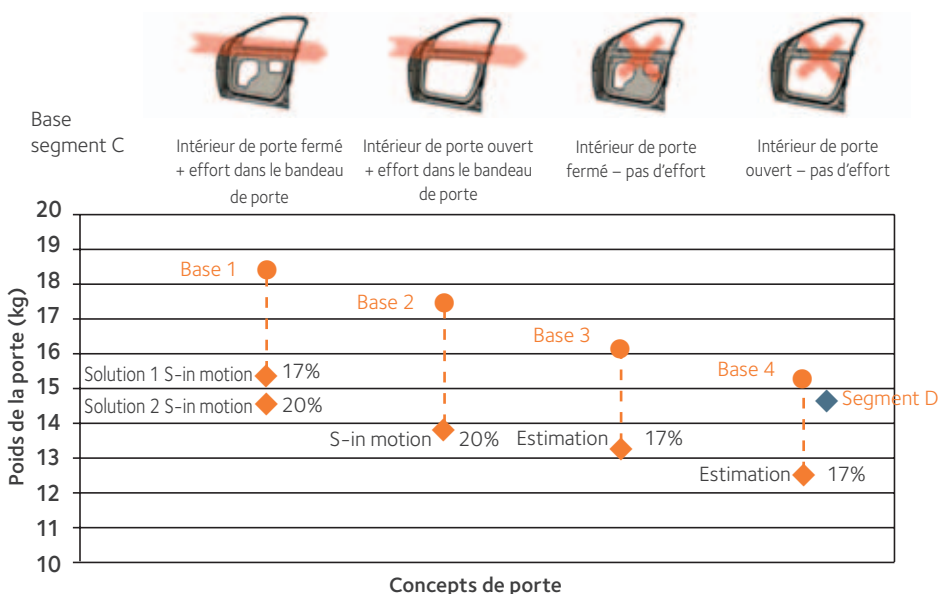 Base
segment C
Intérieur de porte fermé
+ effort dans le bandeau
de porte
Intérieur de porte ouvert
+ effort dans le bandeau
de porte
Intérieur de porte
fermé – pas d'effort
Intérieur de porte
ouvert – pas d'effort
Poids de la porte (kg)
20
19
18
17
16
15
14
13
12
11
10
Base 1
Solution 1 S-in motion 17%
Solution 2 S-in motion 20%
Base 2
S-in motion 20%
Base 3
Estimation 17%
Base 4
Segment D
Estimation 17%
Concepts de porte